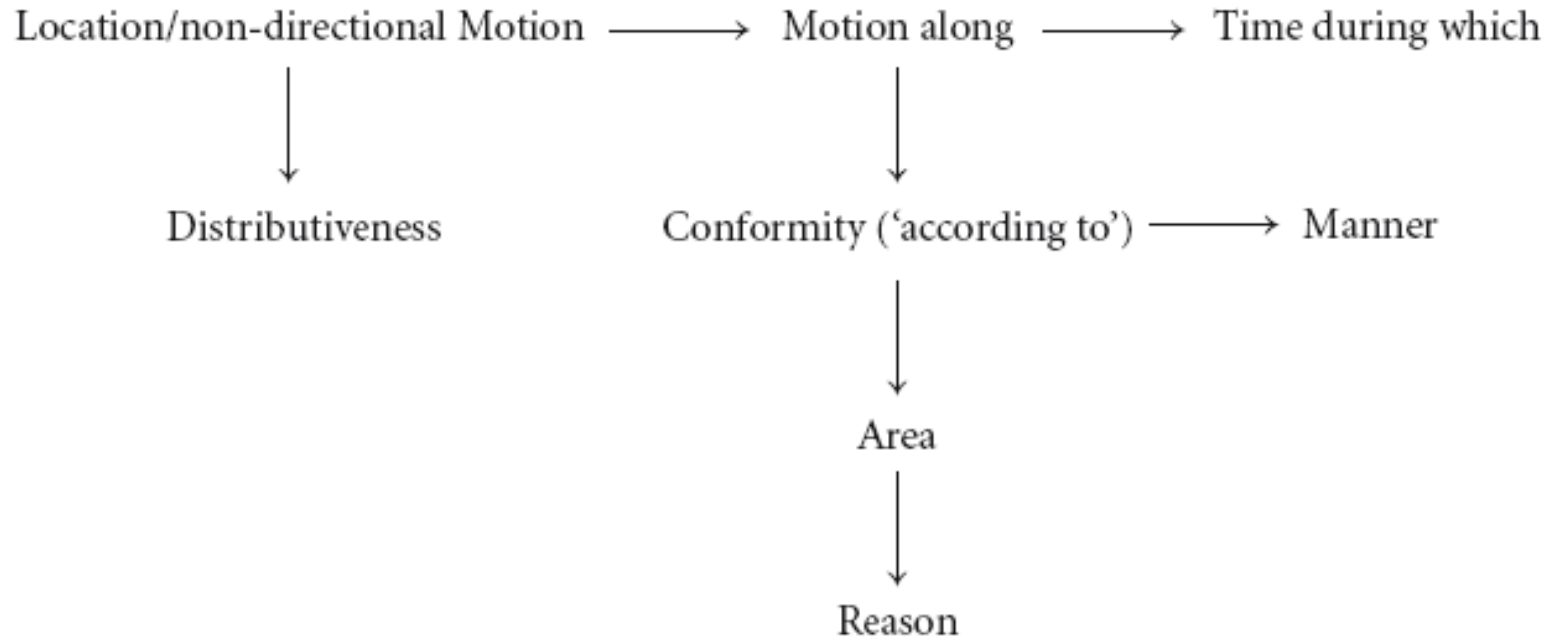 Location/non-directional Motion → Motion along → Time during which
Distributiveness Conformity (‘according to’) → Manner
Area
Reason